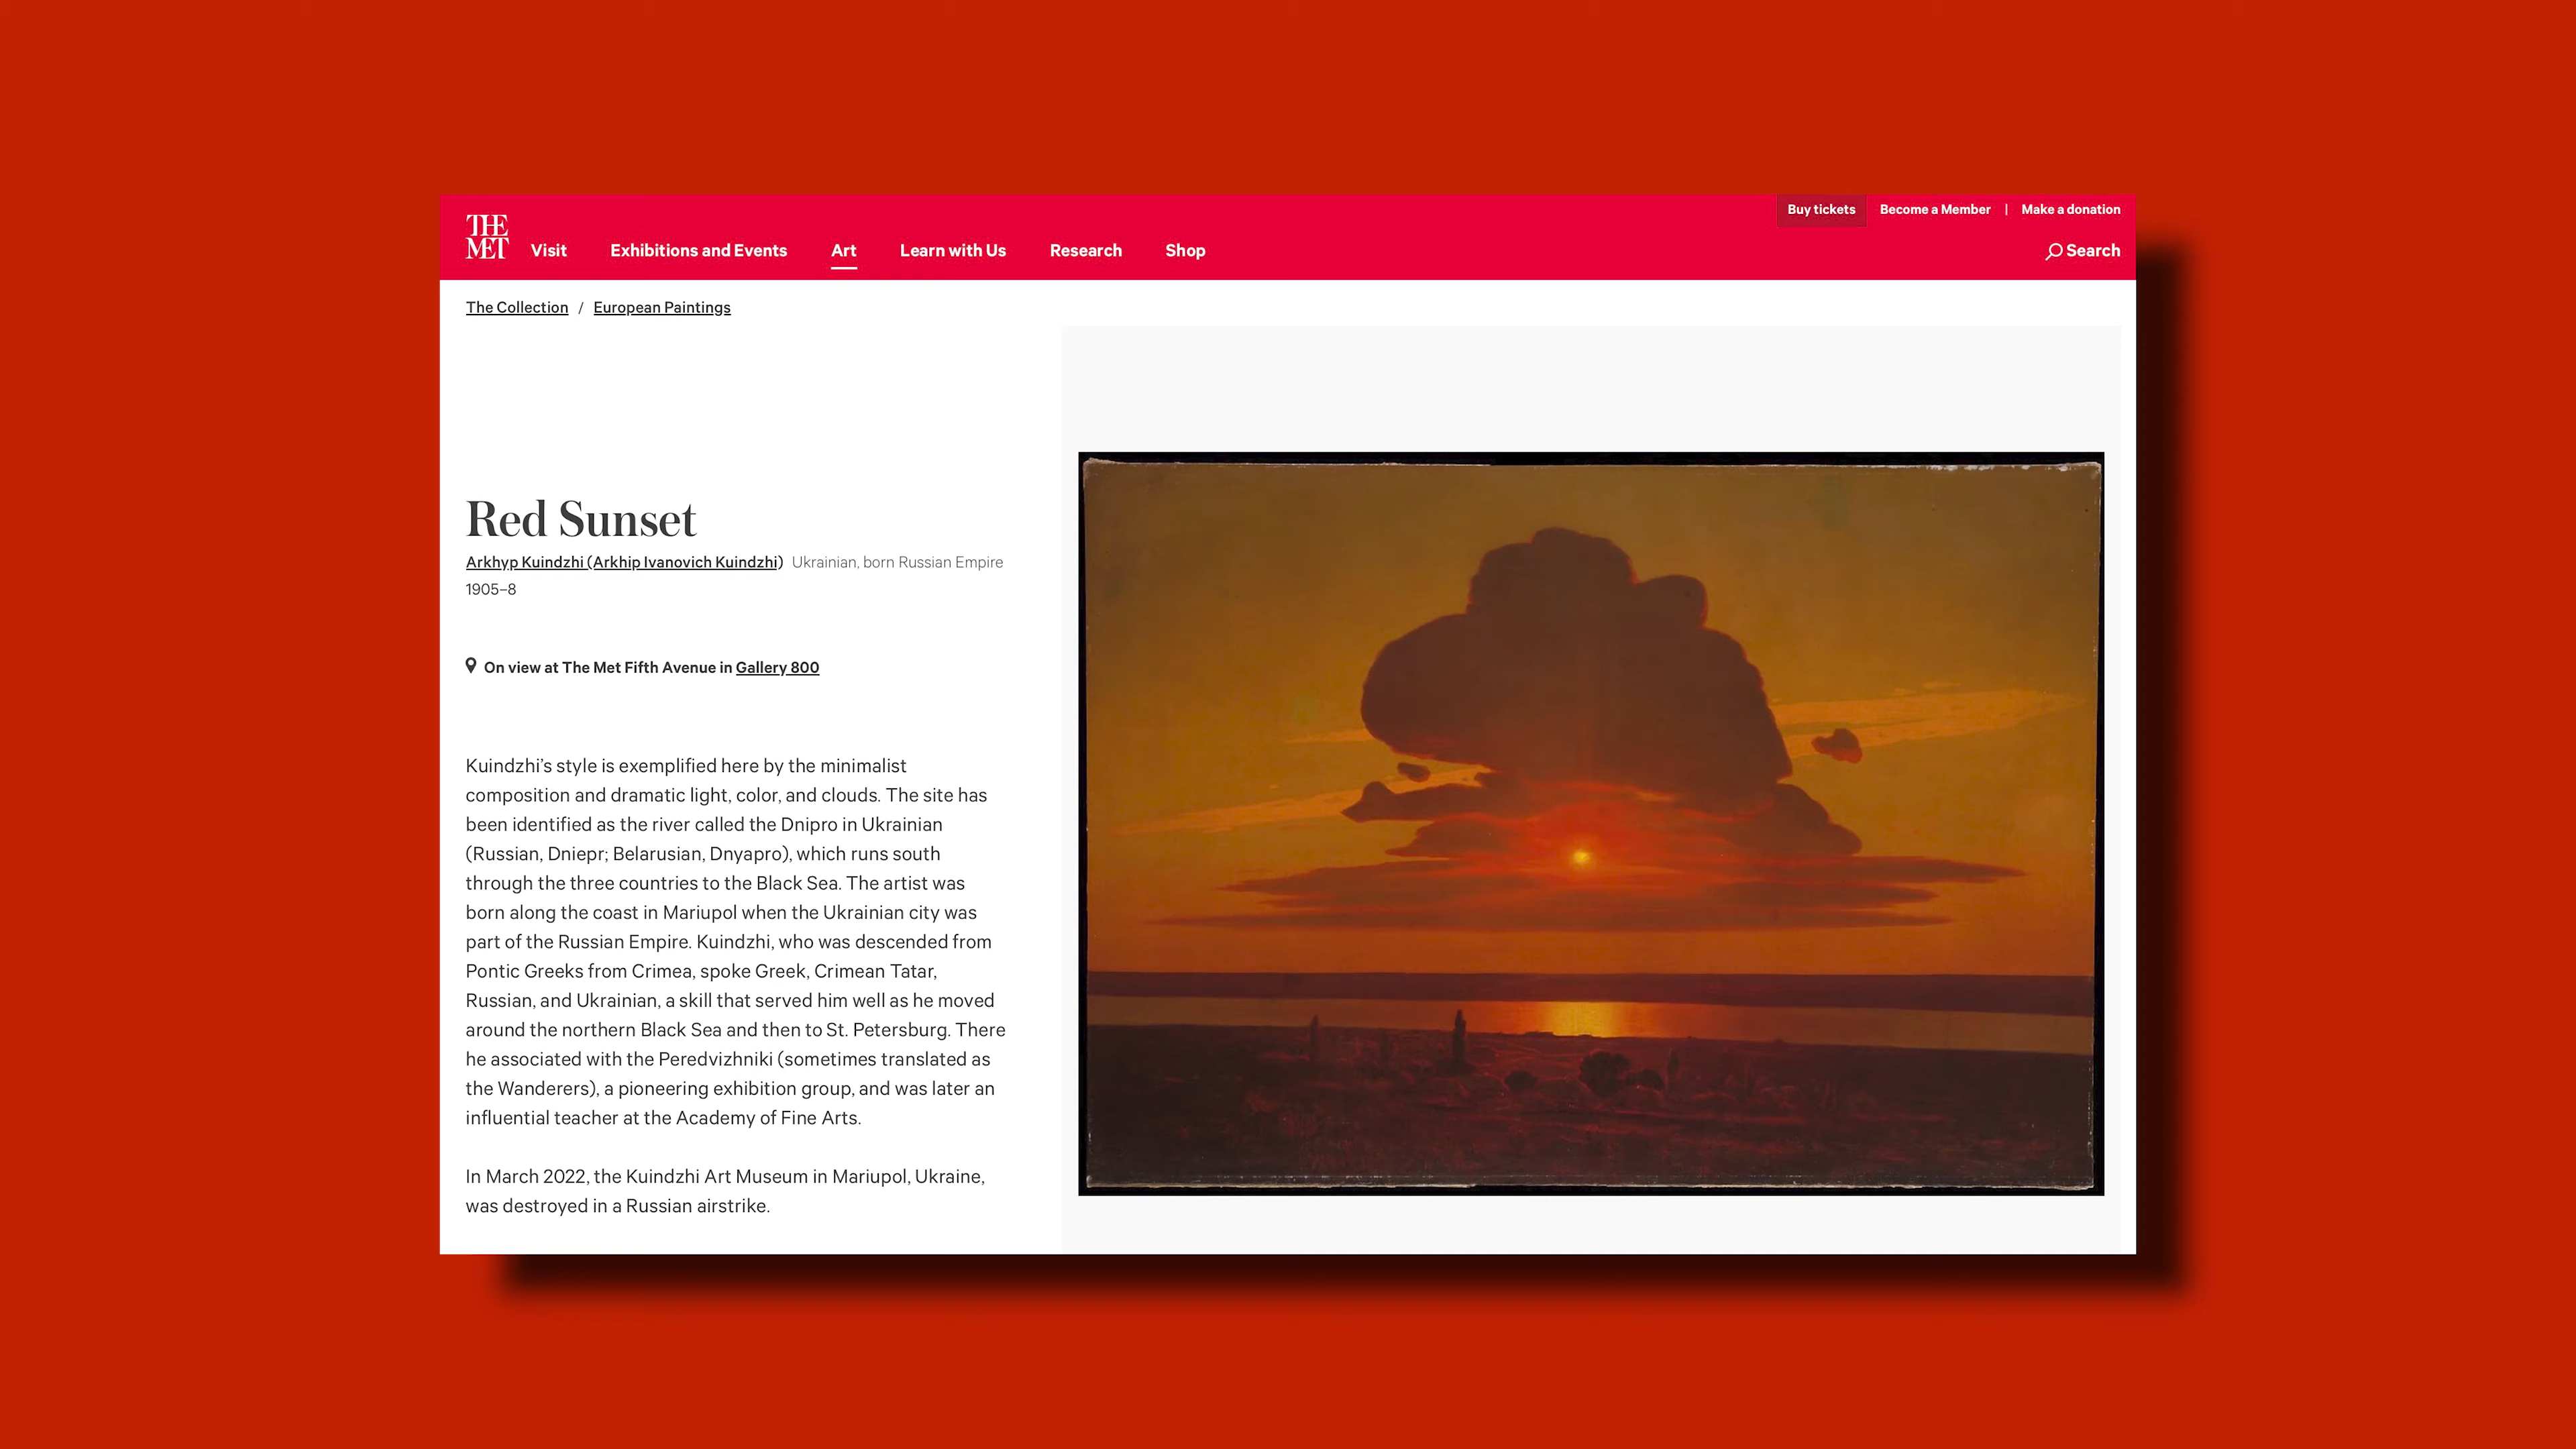 Buy tickets Become a Member | Make a donation
THE
MET
Visit Exhibitions and Events Art Learn with Us Research Shop Search
The Collection / European Paintings
Red Sunset
Arkhyp Kuindzhi (Arkhip Ivanovich Kuindzhi) Ukrainian, born Russian Empire
1905–8
On view at The Met Fifth Avenue in Gallery 800
Kuindzhi’s style is exemplified here by the minimalist
composition and dramatic light, color, and clouds. The site has
been identified as the river called the Dnipro in Ukrainian
(Russian, Dniepr; Belarusian, Dnyapro), which runs south
through the three countries to the Black Sea. The artist was
born along the coast in Mariupol when the Ukrainian city was
part of the Russian Empire. Kuindzhi, who was descended from
Pontic Greeks from Crimea, spoke Greek, Crimean Tatar,
Russian, and Ukrainian, a skill that served him well as he moved
around the northern Black Sea and then to St. Petersburg. There
he associated with the Peredvizhniki (sometimes translated as
the Wanderers), a pioneering exhibition group, and was later an
influential teacher at the Academy of Fine Arts.
In March 2022, the Kuindzhi Art Museum in Mariupol, Ukraine,
was destroyed in a Russian airstrike.